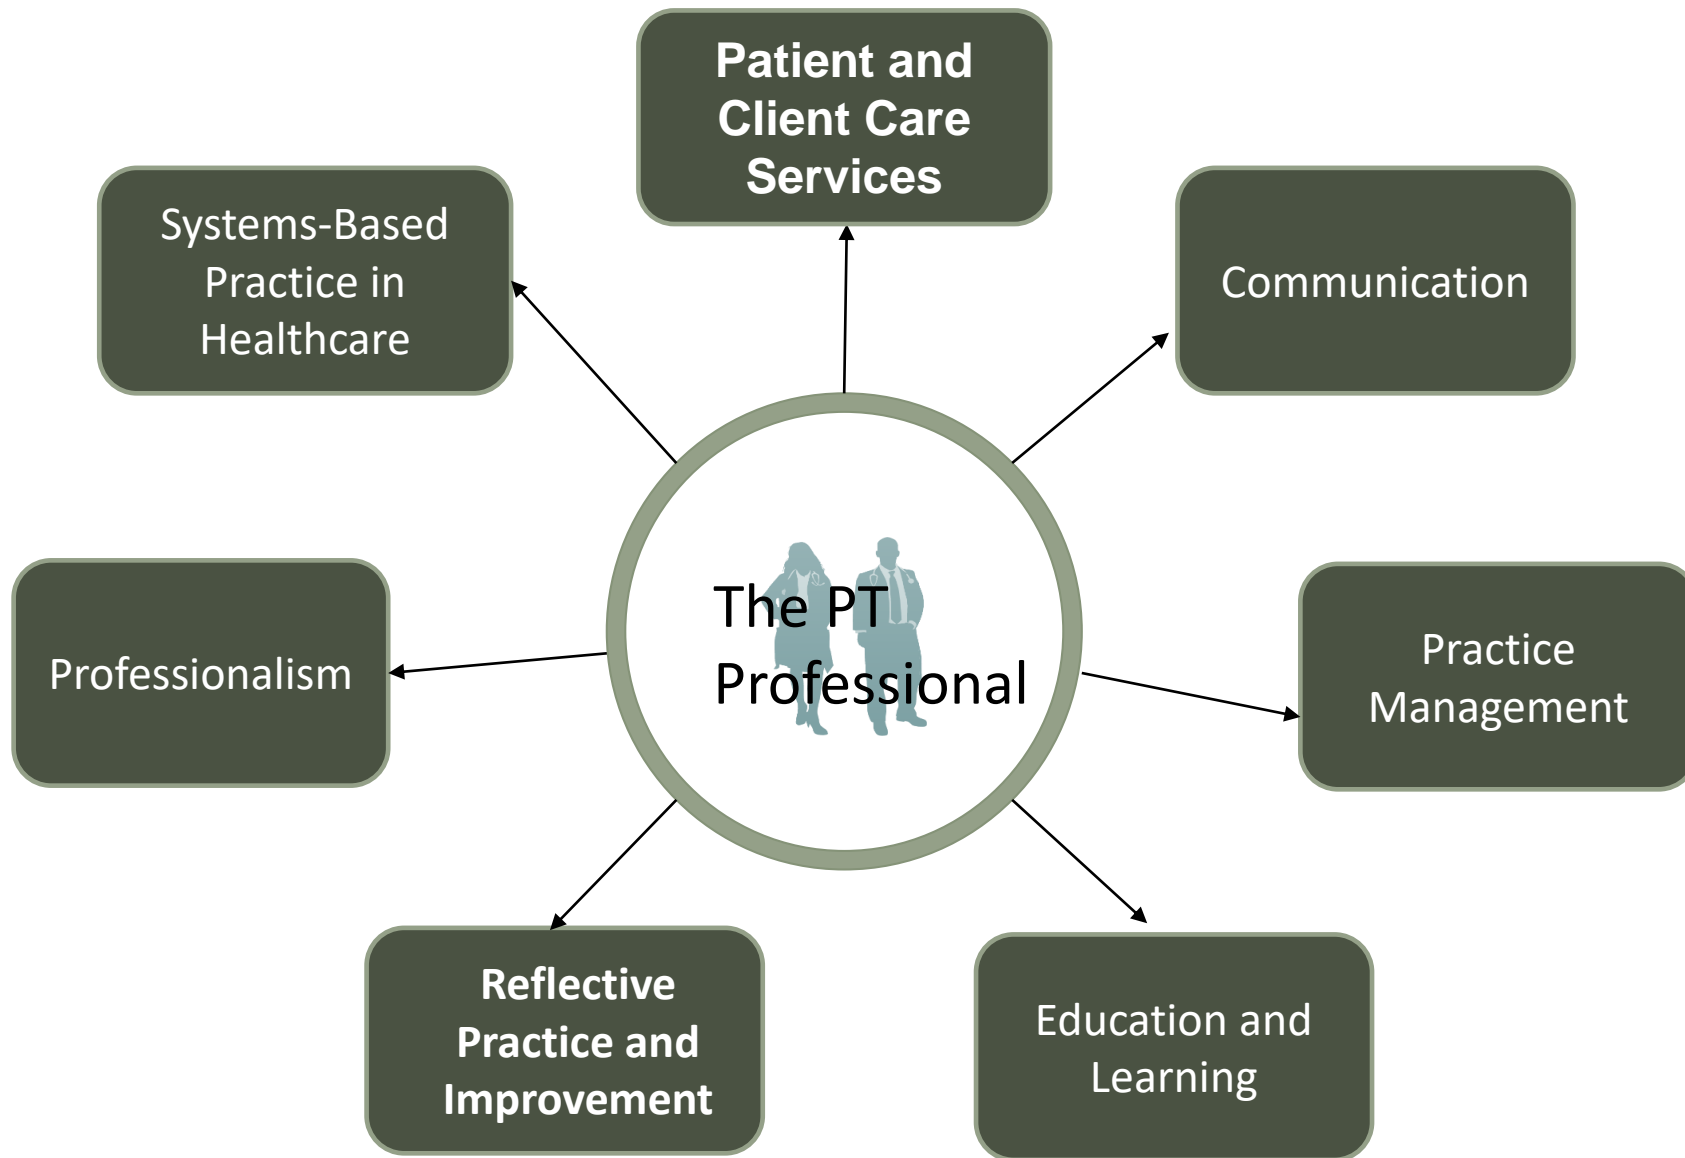 Patient and
Client Care
Services
Systems-Based
Practice in
Healthcare
Communication
The PT
Professional
Professionalism
Practice
Management
Reflective
Practice and
Improvement
Education and
Learning